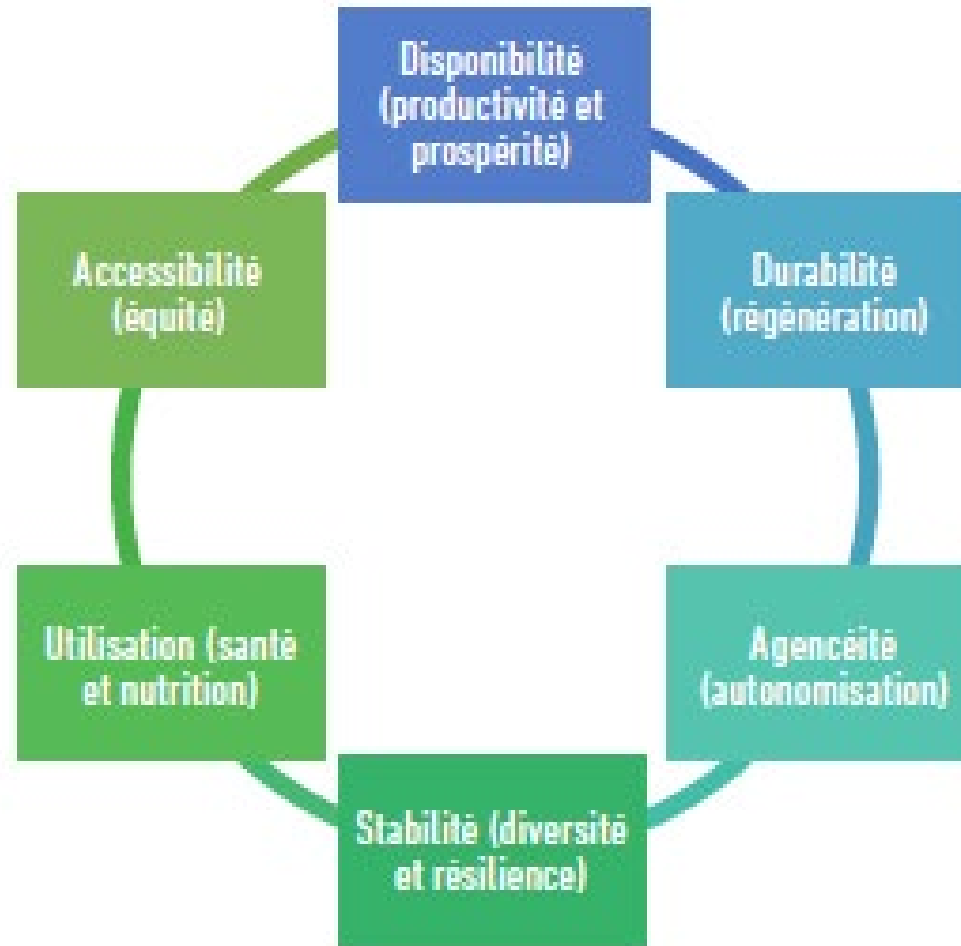 Disponibilité
(productivité et
prospérité)
Durabilité
(régénération)
Agencéité
(autonomisation)
Stabilité (diversité
et résilience)
Utilisation (santé
et nutrition)
Accessibilité
(équité)